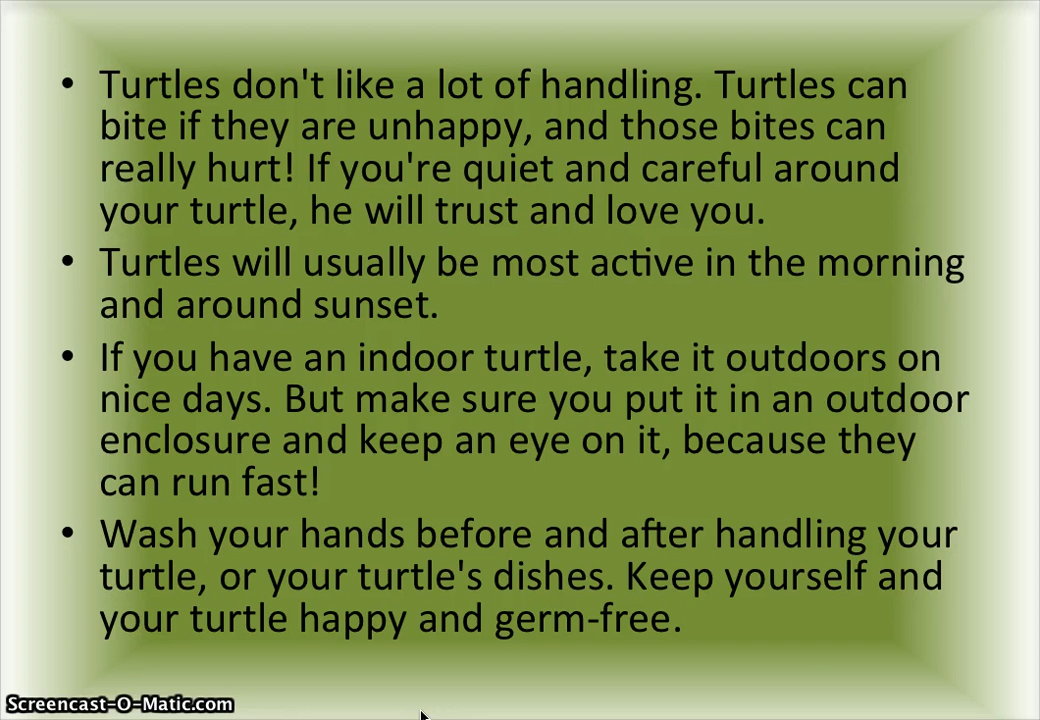 • Turtles don't like a lot of handling. Turtles can
bite if they are unhappy, and those bites can
really hurt! If you're quiet and careful around
your turtle, he will trust and love you.
• Turtles will usually be most active in the morning
and around sunset.
• If you have an indoor turtle, take it outdoors on
nice days. But make sure you put it in an outdoor
enclosure and keep an eye on it, because they
can run fast!
• Wash your hands before and after handling your
turtle, or your turtle's dishes. Keep yourself and
your turtle happy and germ-free.
Screencast-O-Matic.com